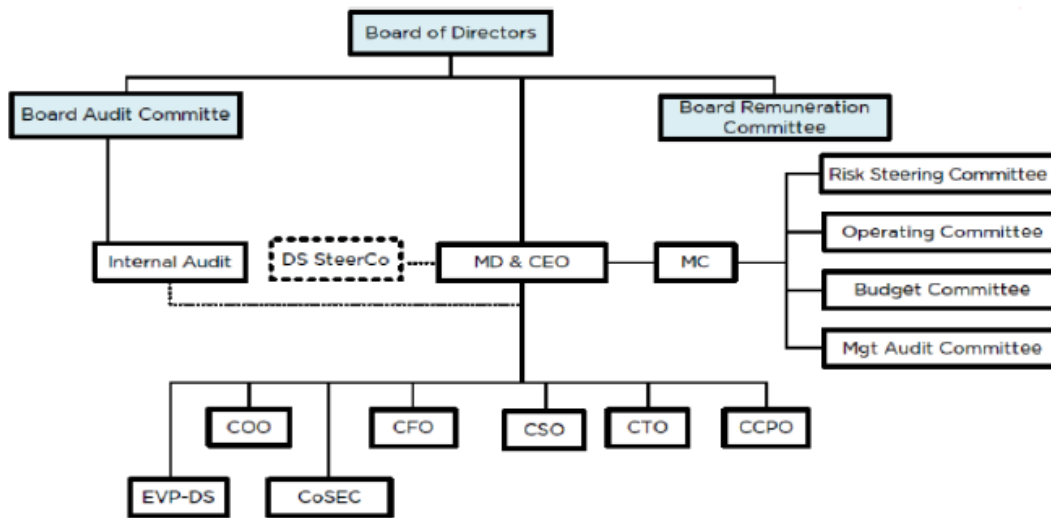 Board of Directors
Board Audit Committe
Board Remuneration
Committee
Risk Steering Committee
Operating Committee
Internal Audit
DS SteerCo
MD & CEO
MC
Budget Committee
Mgt Audit Committee
COO
CFO
CSO
CTO
CCPO
EVP-DS
CoSEC